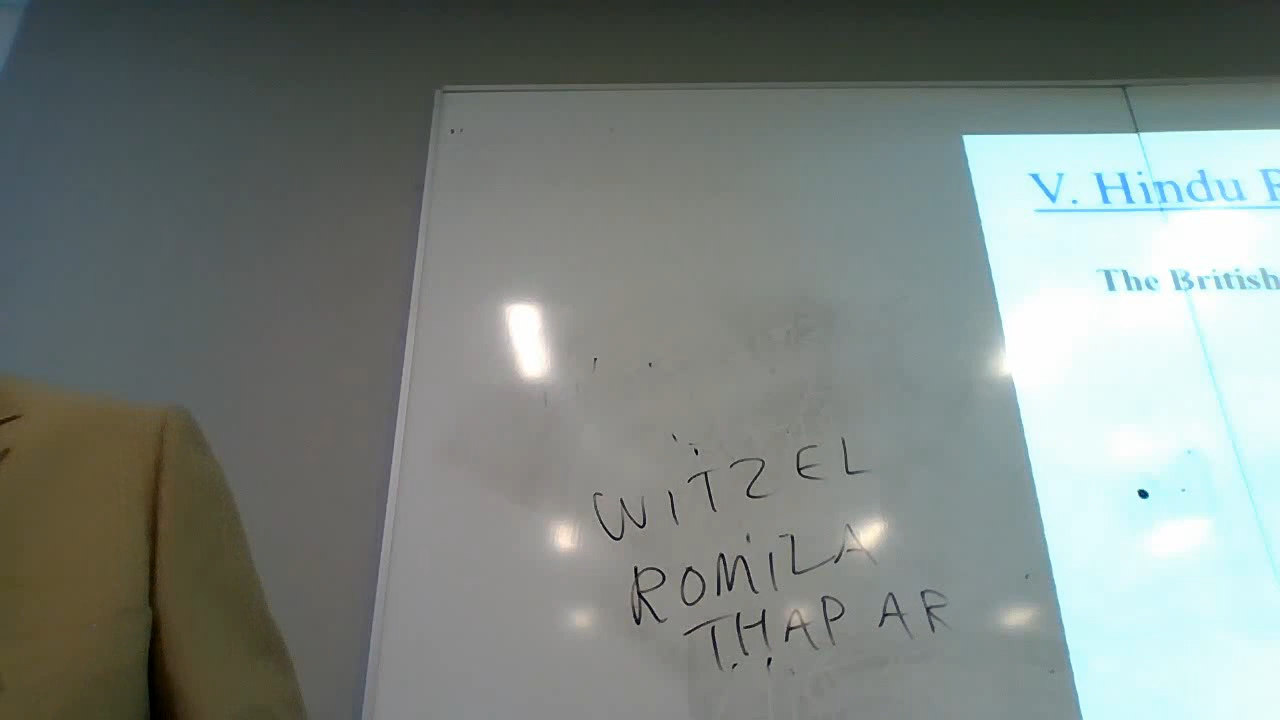 V. Hindu
The British
WITZEL
ROMILA
THAPAR